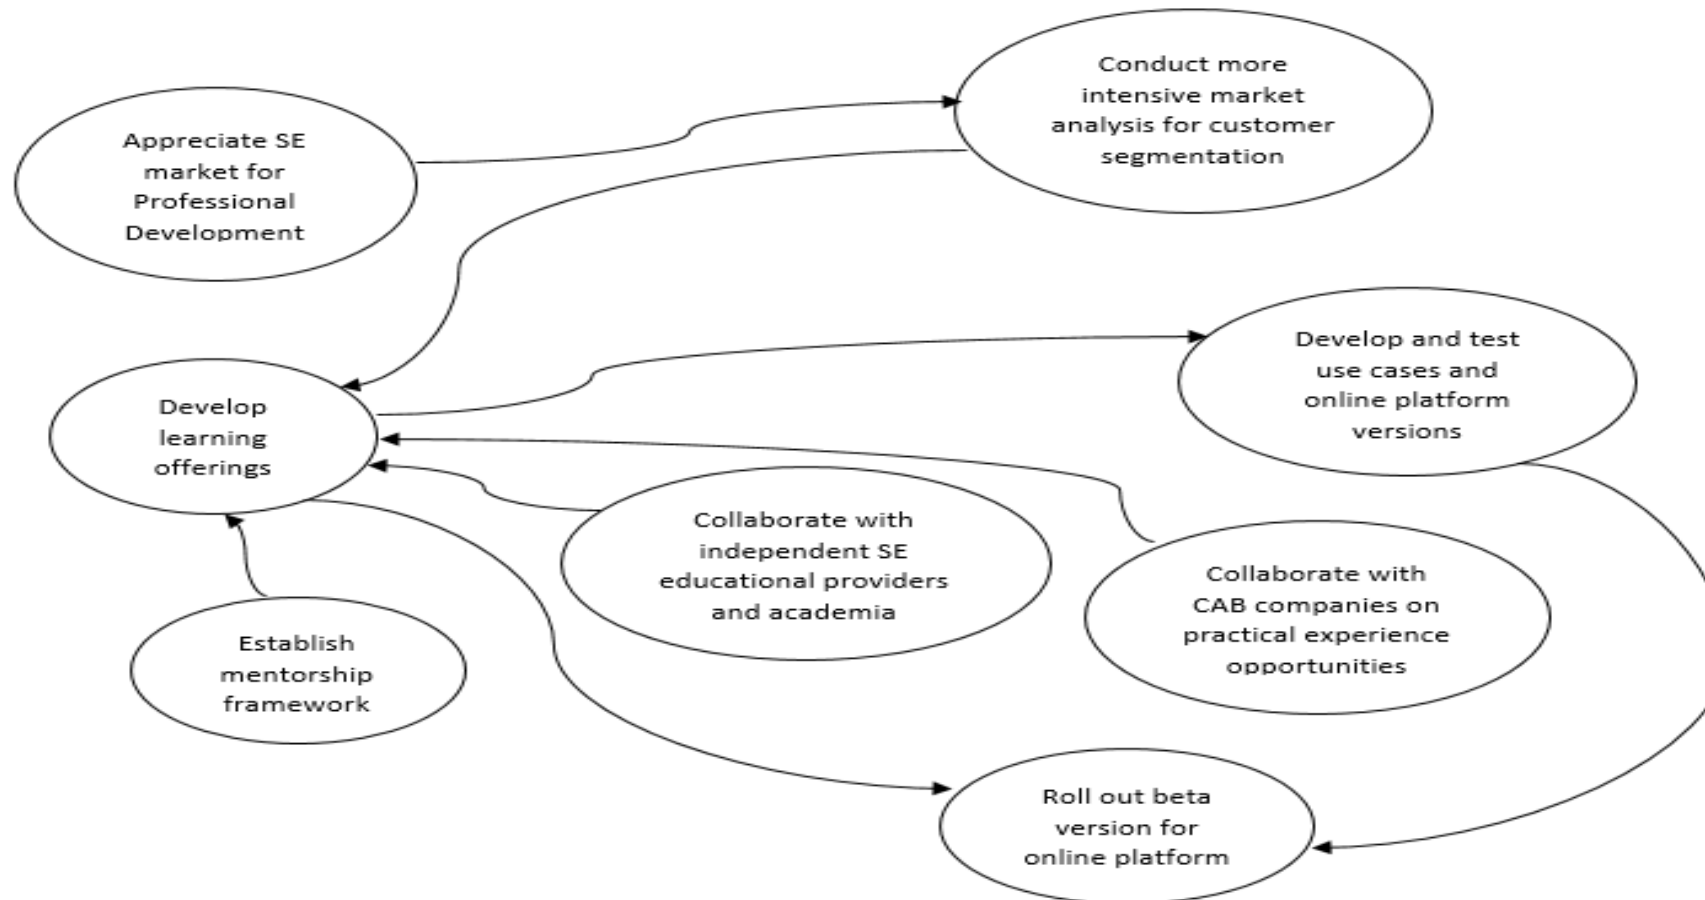 Appreciate SE
market for
Professional
Development
Conduct more
intensive market
analysis for customer
segmentation
Develop
learning
offerings
Develop and test
use cases and
online platform
versions
Collaborate with
independent SE
educational providers
and academia
Collaborate with
CAB companies on
practical experience
opportunities
Establish
mentorship
framework
Roll out beta
version for
online platform